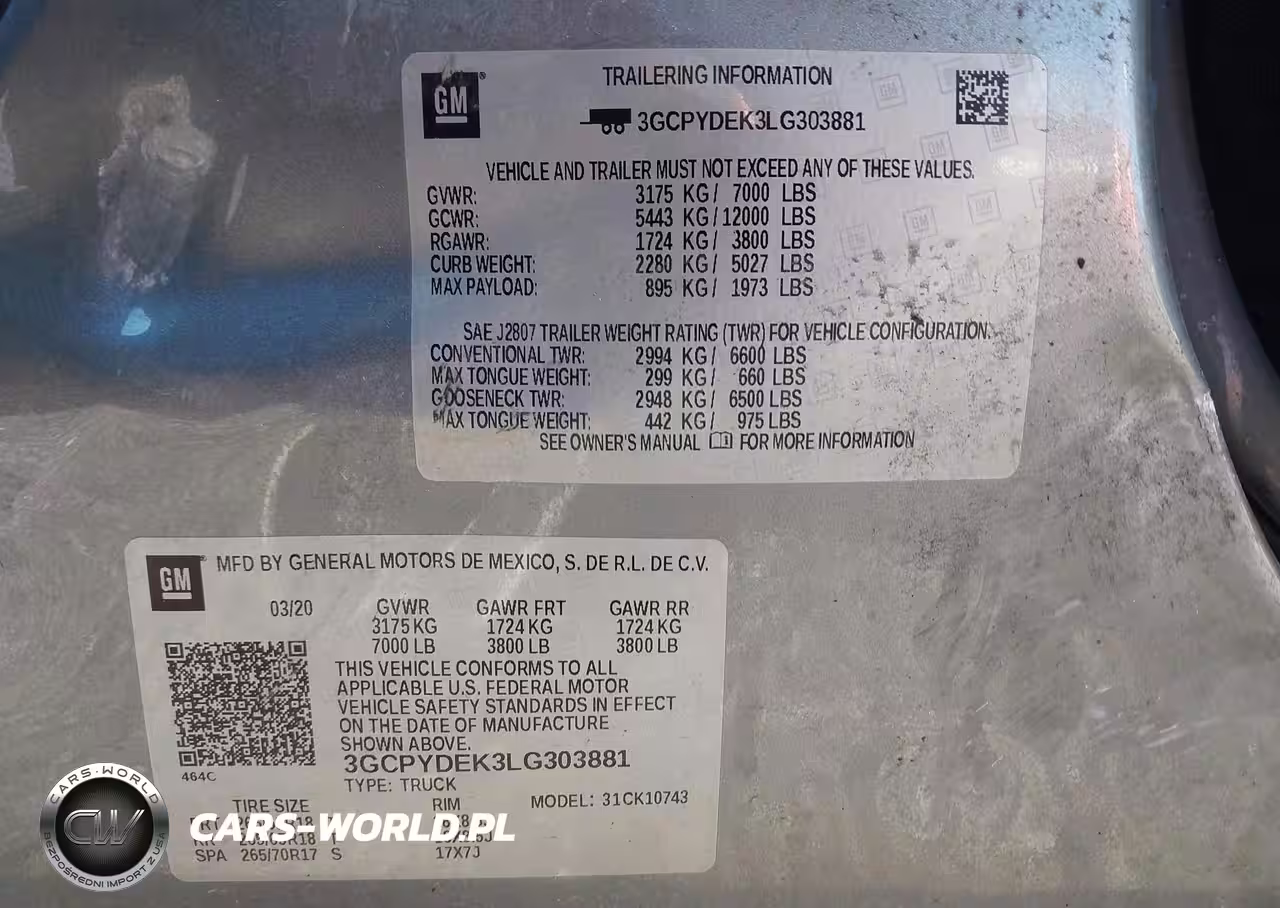 GM
TRAILERING INFORMATION
3GCPYDEK3LG303881
VEHICLE AND TRAILER MUST NOT EXCEED ANY OF THESE VALUES.
GVWR: 3175 KG/ 7000 LBS
GCWR: 5443 KG/12000 LBS
RGAWR: 1724 KG/ 3800 LBS
CURB WEIGHT: 2280 KG/ 5027 LBS
MAX PAYLOAD: 895 KG/ 1973 LBS
SAE J2807 TRAILER WEIGHT RATING (TWR) FOR VEHICLE CONFIGURATION.
CONVENTIONAL TWR: 2994 KG/ 6600 LBS
MAX TONGUE WEIGHT: 299 KG/ 660 LBS
GOOSENECK TWR: 2948 KG/ 6500 LBS
MAX TONGUE WEIGHT: 442 KG/ 975 LBS
SEE OWNER'S MANUAL FOR MORE INFORMATION
GM
MFD BY GENERAL MOTORS DE MEXICO, S. DE R.L. DE C.V.
03/20 GVWR GAWR FRT GAWR RR
3175 KG 1724 KG 1724 KG
7000 LB 3800 LB 3800 LB
THIS VEHICLE CONFORMS TO ALL
APPLICABLE U.S. FEDERAL MOTOR
VEHICLE SAFETY STANDARDS IN EFFECT
ON THE DATE OF MANUFACTURE
SHOWN ABOVE.
3GCPYDEK3LG303881
464C
TYPE: TRUCK
TIRE SIZE RIM MODEL: 31CK10743
SPA 265/70R17 S 17X7J
CARS-WORLD
CW
BEZPOŚREDNI IMPORT Z USA
CARS-WORLD.PL